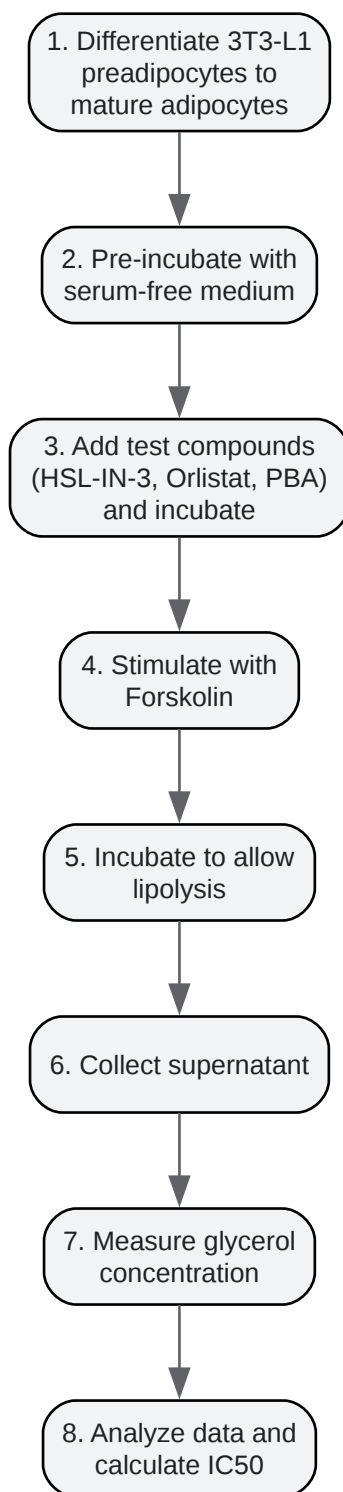 1. Differentiate 3T3-L1
preadipocytes to
mature adipocytes
2. Pre-incubate with
serum-free medium
3. Add test compounds
(HSL-IN-3, Orlistat, PBA)
and incubate
4. Stimulate with
Forskolin
5. Incubate to allow
lipolysis
6. Collect supernatant
7. Measure glycerol
concentration
8. Analyze data and
calculate IC50